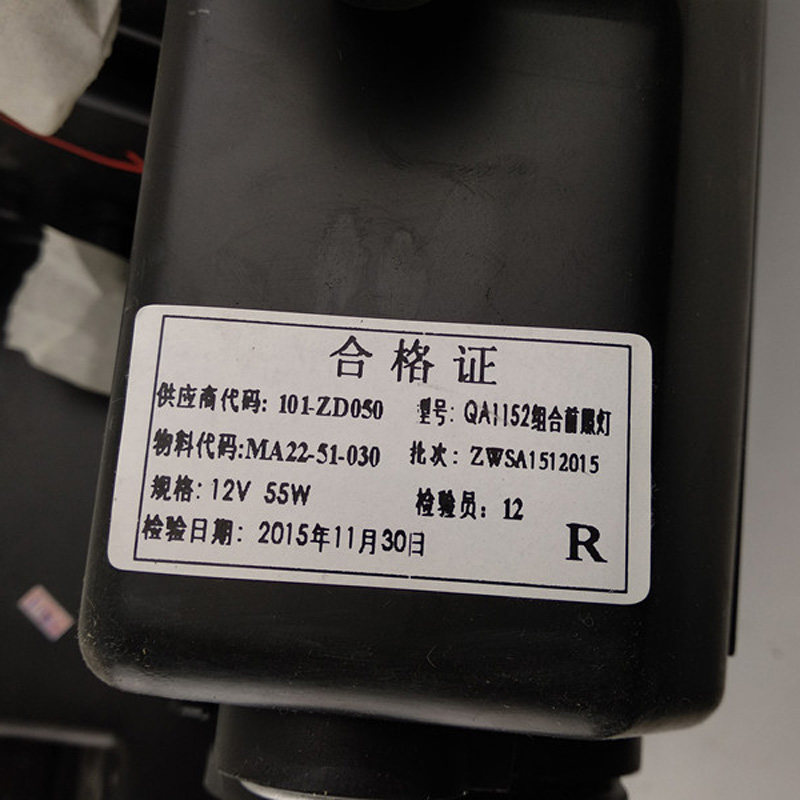 合格证
供应商代码: 101-ZD050 型号: QA1152组合前照灯
物料代码:MA22-51-030 批次: ZWSA1512015
规格: 12V 55W 检验员: 12
检验日期: 2015年11月30日
R